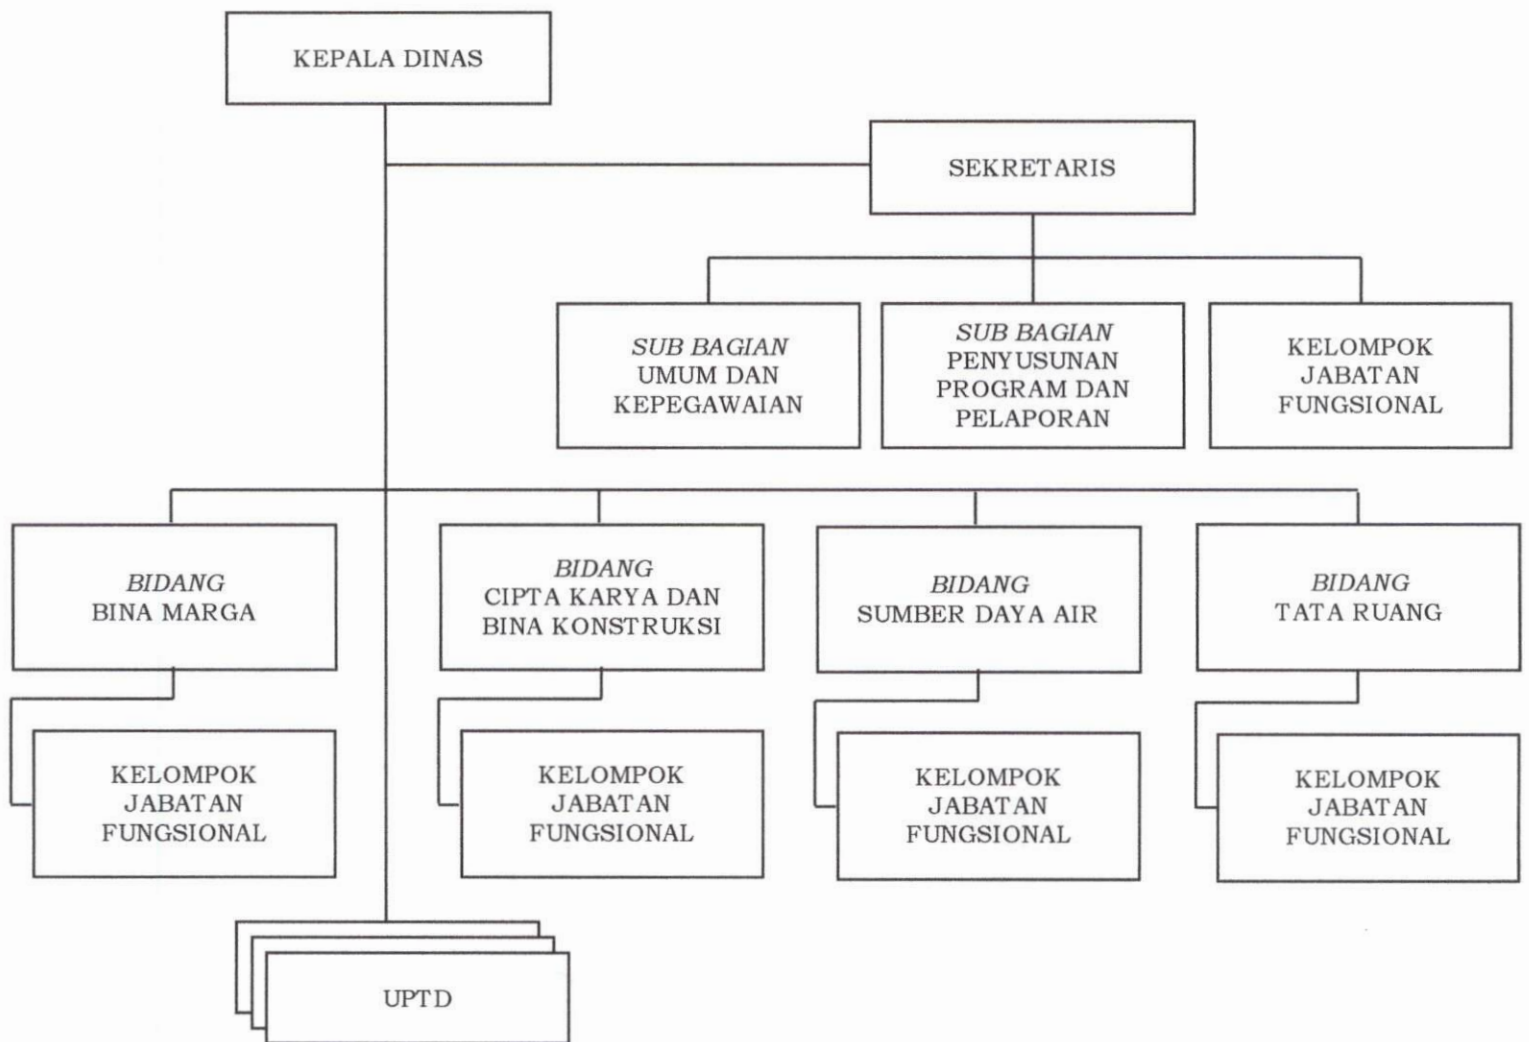 KEPALA DINAS
SEKRETARIS
SUB BAGIAN
UMUM DAN
KEPEGAWAIAN
SUB BAGIAN
PENYUSUNAN
PROGRAM DAN
PELAPORAN
KELOMPOK
JABATAN
FUNGSIONAL
BIDANG
BINA MARGA
BIDANG
CIPTA KARYA DAN
BINA KONSTRUKSI
BIDANG
SUMBER DAYA AIR
BIDANG
TATA RUANG
KELOMPOK
JABATAN
FUNGSIONAL
KELOMPOK
JABATAN
FUNGSIONAL
KELOMPOK
JABATAN
FUNGSIONAL
KELOMPOK
JABATAN
FUNGSIONAL
UPTD